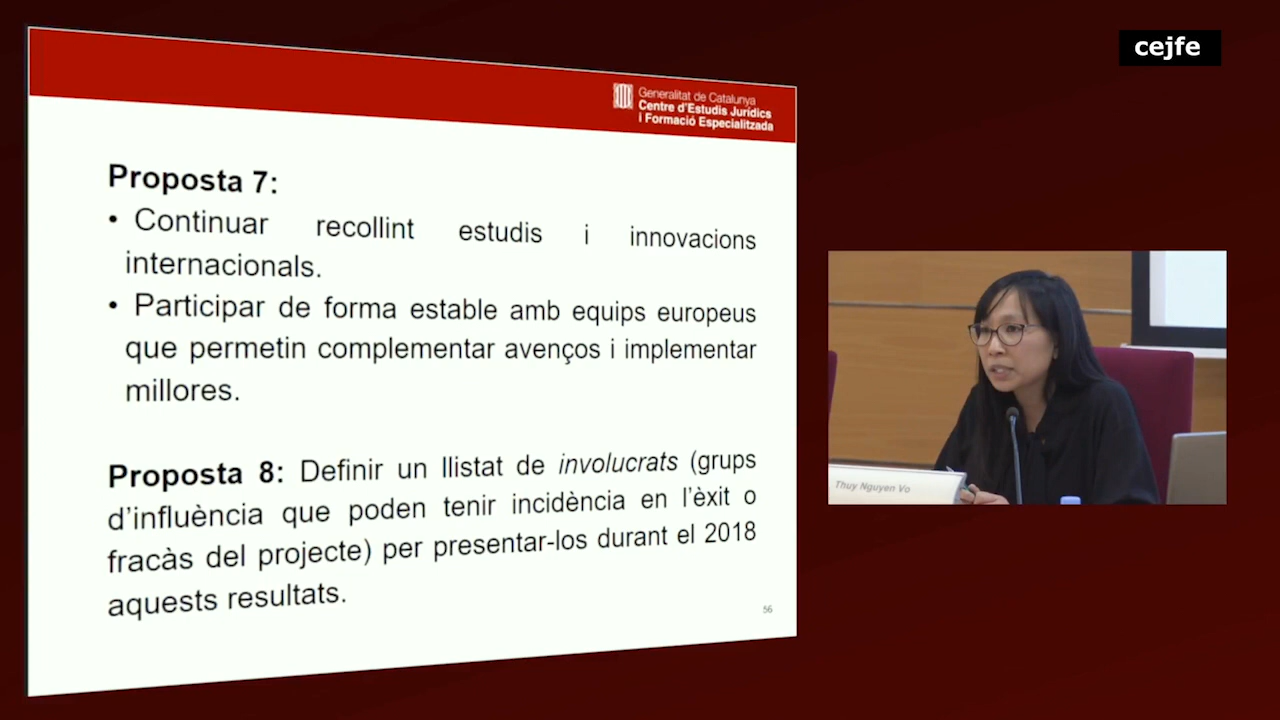 cejfe
Generalitat de Catalunya
Centre d'Estudis Jurídics
i Formació Especialitzada
Proposta 7:
• Continuar recollint estudis i innovacions
internacionals.
• Participar de forma estable amb equips europeus
que permetin complementar avenços i implementar
millores.
Proposta 8: Definir un llistat de involucrats (grups
d'influència que poden tenir incidència en l'èxit o
fracàs del projecte) per presentar-los durant el 2018
aquests resultats.
56
Thuy Nguyen Vo